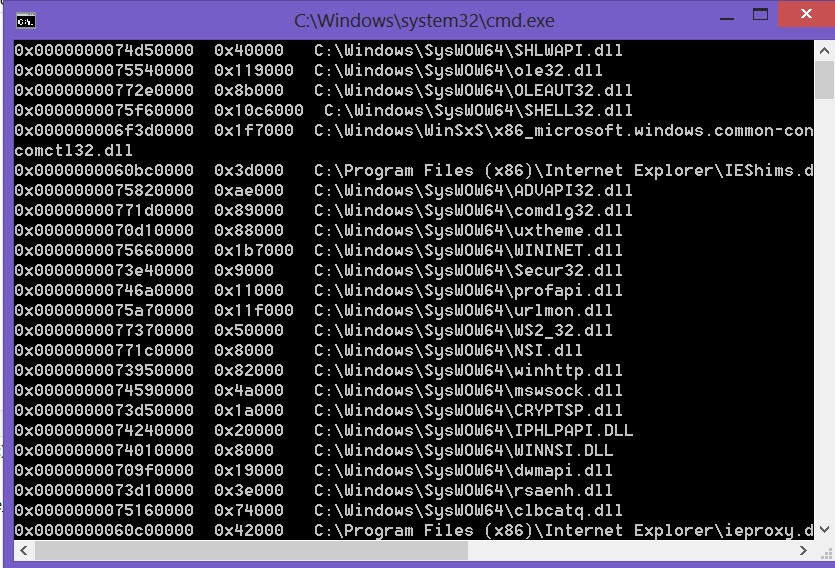 C:\Windows\system32\cmd.exe
0x0000000074d50000 0x40000 C:\Windows\SysWOW64\SHLWAPI.dll
0x0000000075540000 0x119000 C:\Windows\SysWOW64\ole32.dll
0x00000000772e0000 0x8b000 C:\Windows\SysWOW64\OLEAUT32.dll
0x0000000075f60000 0x10c6000 C:\Windows\SysWOW64\SHELL32.dll
0x000000006f3d0000 0x1f7000 C:\Windows\WinSxS\x86_microsoft.windows.common-con
comctl32.dll
0x0000000060bc0000 0x3d000 C:\Program Files (x86)\Internet Explorer\IEShims.d
0x0000000075820000 0xae000 C:\Windows\SysWOW64\ADVAPI32.dll
0x00000000771d0000 0x89000 C:\Windows\SysWOW64\comdlg32.dll
0x0000000070d10000 0x88000 C:\Windows\SysWOW64\uxtheme.dll
0x0000000075660000 0x1b7000 C:\Windows\SysWOW64\WININET.dll
0x0000000073e40000 0x9000 C:\Windows\SysWOW64\Secur32.dll
0x00000000746a0000 0x11000 C:\Windows\SysWOW64\profapi.dll
0x0000000075a70000 0x11f000 C:\Windows\SysWOW64\urlmon.dll
0x0000000077370000 0x50000 C:\Windows\SysWOW64\WS2_32.dll
0x00000000771c0000 0x8000 C:\Windows\SysWOW64\NSI.dll
0x0000000073950000 0x82000 C:\Windows\SysWOW64\winhttp.dll
0x0000000074590000 0x4a000 C:\Windows\SysWOW64\mswsock.dll
0x0000000073d50000 0x1a000 C:\Windows\SysWOW64\CRYPTSP.dll
0x0000000074240000 0x20000 C:\Windows\SysWOW64\IPHLPAPI.DLL
0x0000000074010000 0x8000 C:\Windows\SysWOW64\WINNSI.DLL
0x00000000709f0000 0x19000 C:\Windows\SysWOW64\dwmapi.dll
0x0000000073d10000 0x3e000 C:\Windows\SysWOW64\rsaenh.dll
0x0000000075160000 0x74000 C:\Windows\SysWOW64\clbcatq.dll
0x0000000060c00000 0x42000 C:\Program Files (x86)\Internet Explorer\ieproxy.d